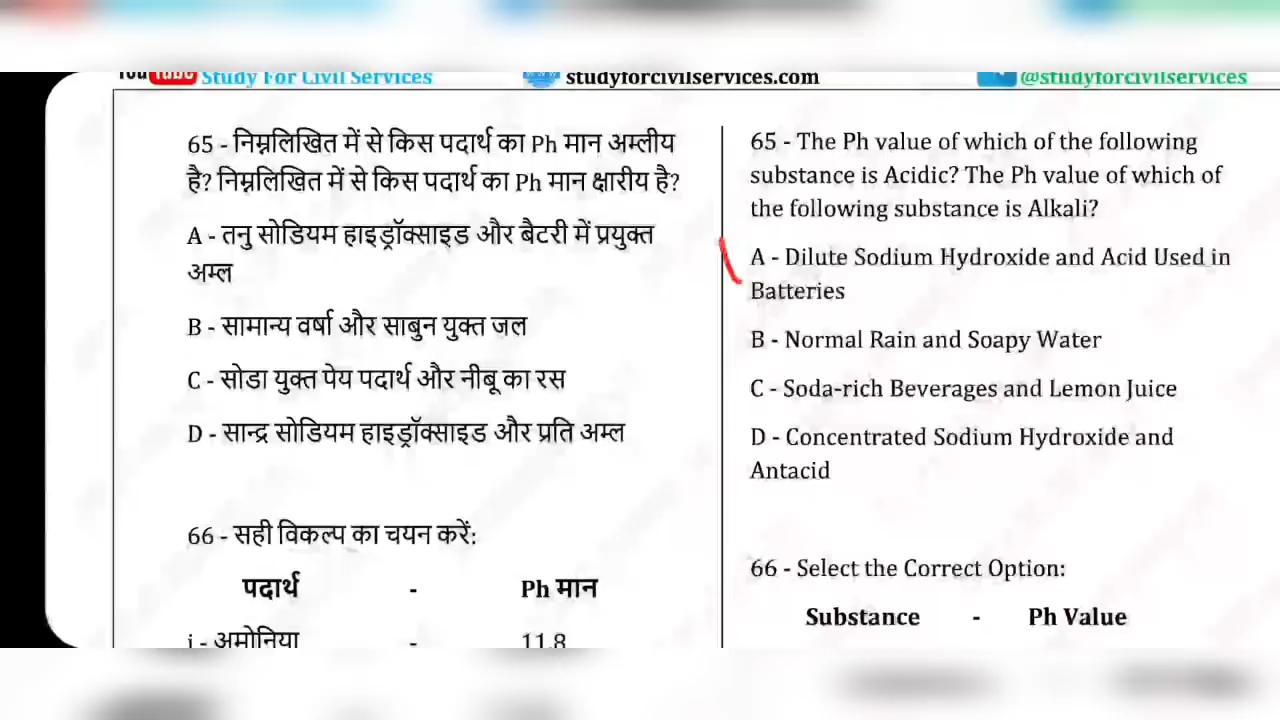 YouTube Study For Civil Services
www studyforcivilservices.com
@studyforcivilservices
65 - निम्नलिखित में से किस पदार्थ का Ph मान अम्लीय
है? निम्नलिखित में से किस पदार्थ का Ph मान क्षारीय है?
A - तनु सोडियम हाइड्रॉक्साइड और बैटरी में प्रयुक्त
अम्ल
B - सामान्य वर्षा और साबुन युक्त जल
C - सोडा युक्त पेय पदार्थ और नीबू का रस
D - सान्द्र सोडियम हाइड्रॉक्साइड और प्रति अम्ल
66 - सही विकल्प का चयन करें:
पदार्थ - Ph मान
i - अमोनिया - 11.8
65 - The Ph value of which of the following
substance is Acidic? The Ph value of which of
the following substance is Alkali?
A - Dilute Sodium Hydroxide and Acid Used in
Batteries
B - Normal Rain and Soapy Water
C - Soda-rich Beverages and Lemon Juice
D - Concentrated Sodium Hydroxide and
Antacid
66 - Select the Correct Option:
Substance - Ph Value